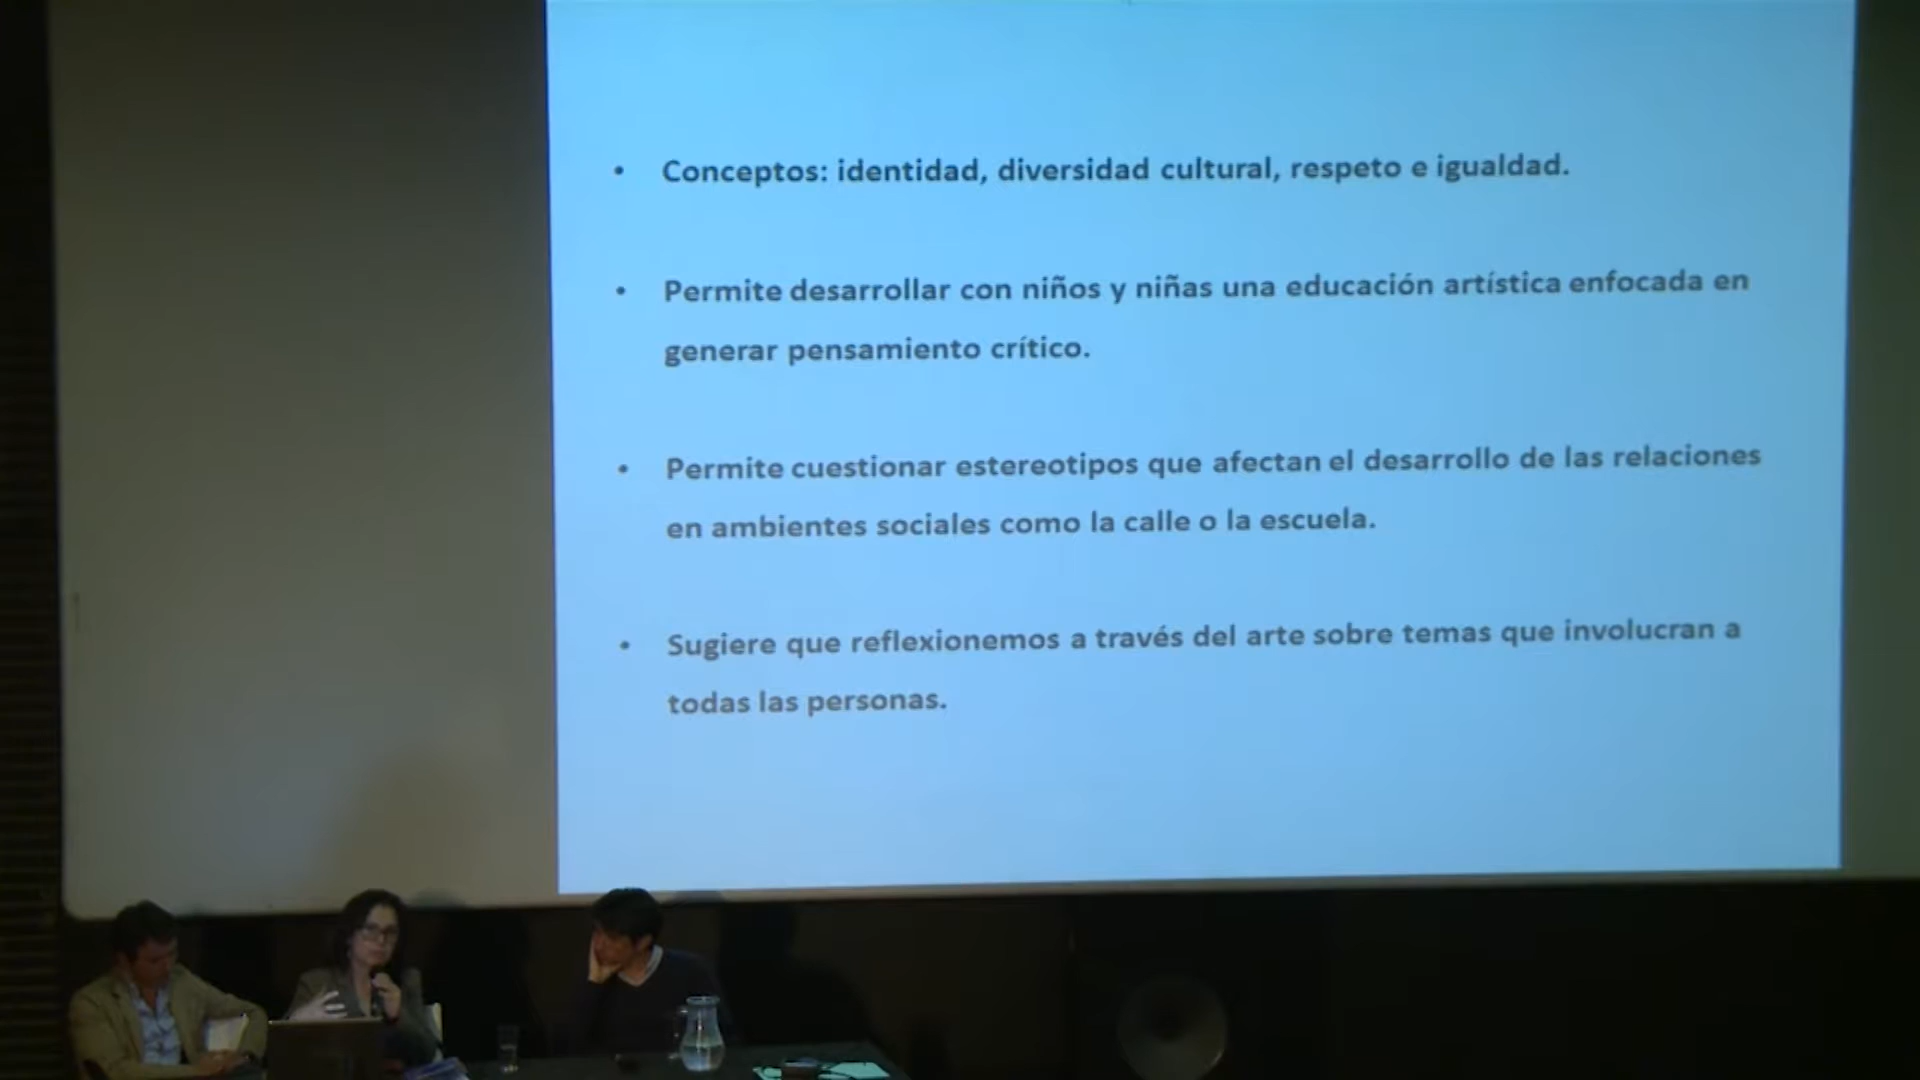 • Conceptos: identidad, diversidad cultural, respeto e igualdad.
• Permite desarrollar con niños y niñas una educación artística enfocada en
generar pensamiento crítico.
• Permite cuestionar estereotipos que afectan el desarrollo de las relaciones
en ambientes sociales como la calle o la escuela.
• Sugiere que reflexionemos a través del arte sobre temas que involucran a
todas las personas.